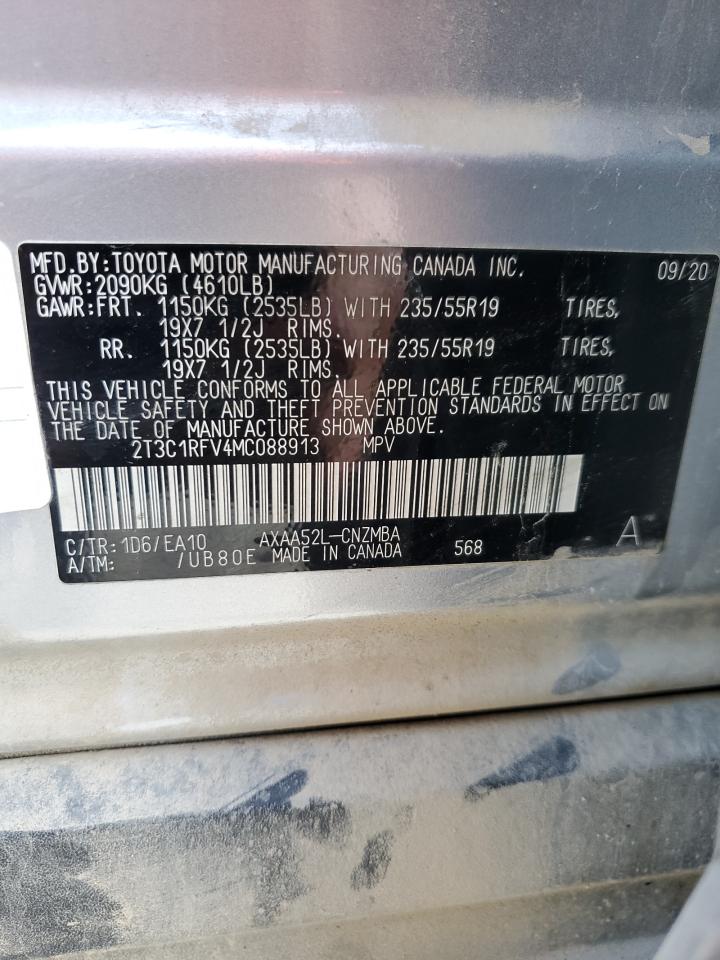 MFD.BY:TOYOTA MOTOR MANUFACTURING CANADA INC. 09/20
GVWR:2090KG (4610LB)
GAWR:FRT. 1150KG (2535LB) WITH 235/55R19 TIRES,
19X7 1/2J RIMS.
RR. 1150KG (2535LB) WITH 235/55R19 TIRES,
19X7 1/2J RIMS.
THIS VEHICLE CONFORMS TO ALL APPLICABLE FEDERAL MOTOR
VEHICLE SAFETY AND THEFT PREVENTION STANDARDS IN EFFECT ON
THE DATE OF MANUFACTURE SHOWN ABOVE.
2T3C1RFV4MC088913 MPV
C/TR:1D6/EA10 AXAA52L-CNZMBA
A/TM: /UB80E MADE IN CANADA 568 A